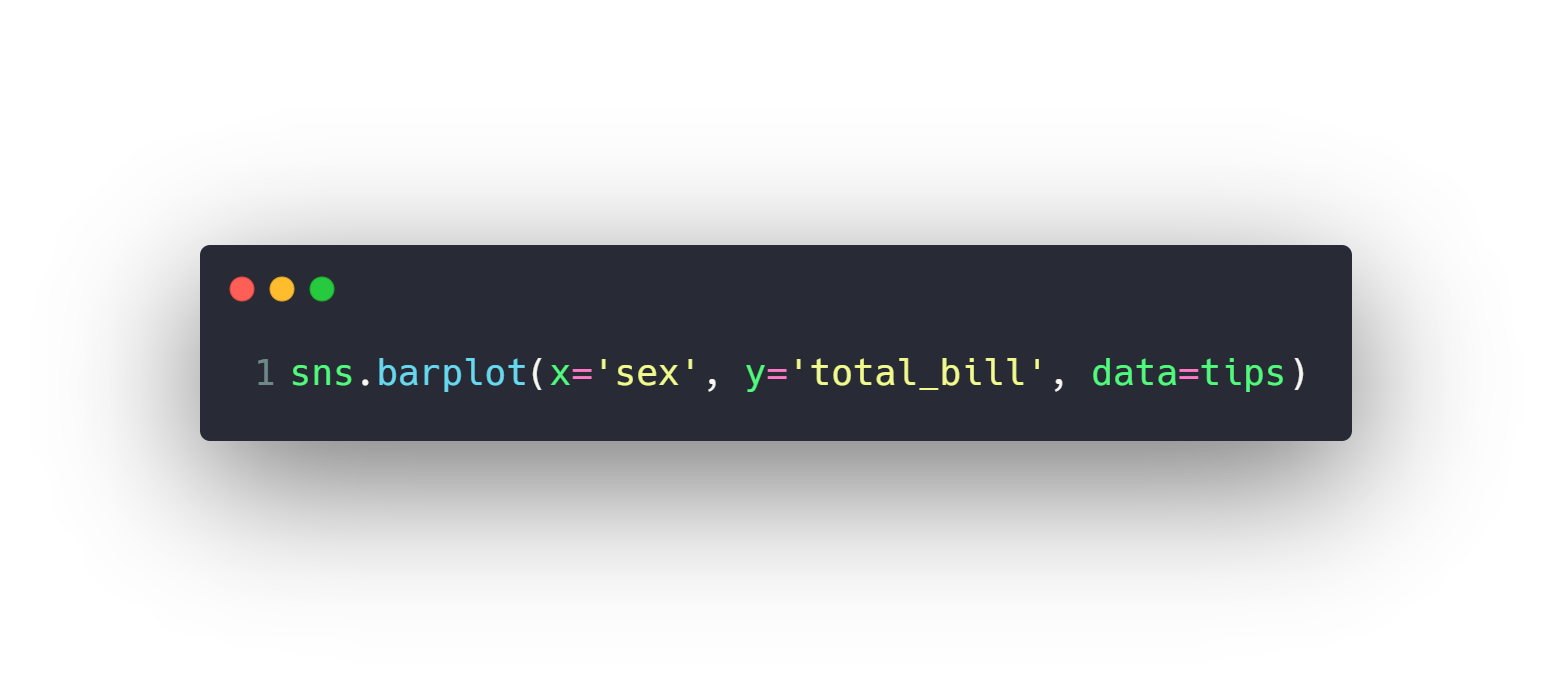 1 sns.barplot(x='sex', y='total_bill', data=tips)